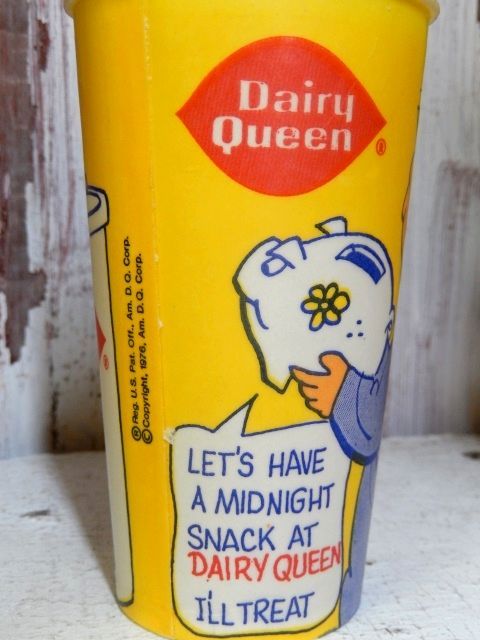 Dairy
Queen ®
® Reg. U.S. Pat. Off., Am. D.Q. Corp.
© Copyright, 1976, Am. D.Q. Corp.
®
LET'S HAVE
A MIDNIGHT
SNACK AT
DAIRY QUEEN
I'LL TREAT